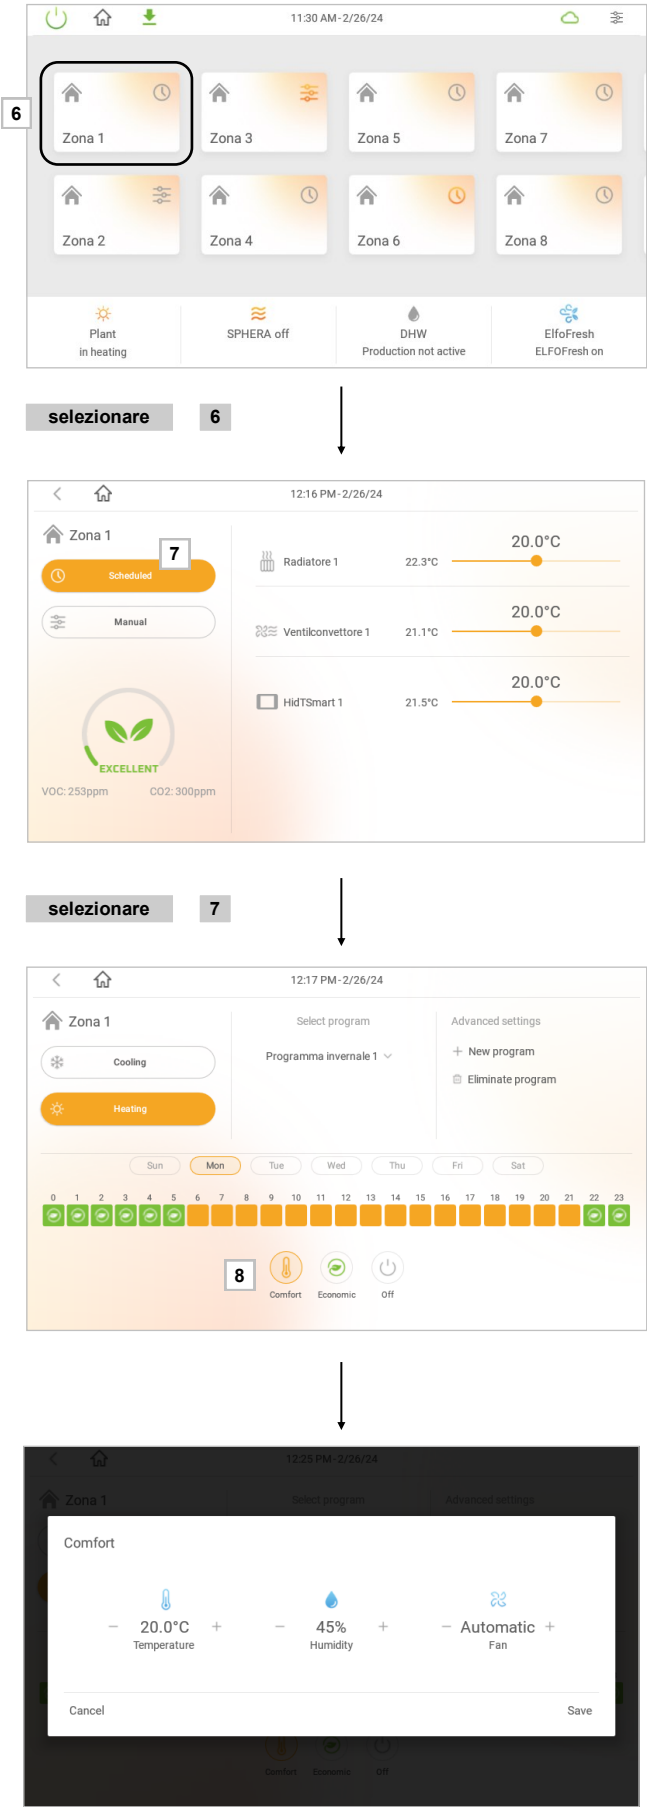 11:30 AM-2/26/24
6
Zona 1
Zona 3
Zona 5
Zona 7
Zona 2
Zona 4
Zona 6
Zona 8
Plant
in heating
SPHERA off
DHW
Production not active
ElfoFresh
ELFOFresh on
selezionare 6
12:16 PM-2/26/24
Zona 1
7
Scheduled
Manual
EXCELLENT
VOC: 253ppm CO2: 300ppm
Radiatore 1 22.3°C 20.0°C
Ventilconvettore 1 21.1°C 20.0°C
HidTSmart 1 21.5°C 20.0°C
selezionare 7
12:17 PM-2/26/24
Zona 1
Cooling
Heating
Select program
Programma invernale 1
Advanced settings
+ New program
Eliminate program
Sun Mon Tue Wed Thu Fri Sat
0 1 2 3 4 5 6 7 8 9 10 11 12 13 14 15 16 17 18 19 20 21 22 23
8
Comfort Economic Off
12:25 PM-2/26/24
Zona 1 Select program Advanced settings
Comfort
− 20.0°C +
Temperature
− 45% +
Humidity
− Automatic +
Fan
Cancel Save
Comfort Economic Off